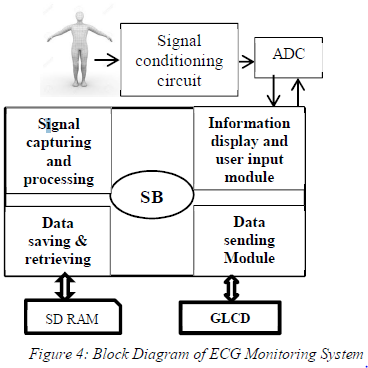 Signal
conditioning
circuit
ADC
Signal
capturing
and
processing
Information
display and
user input
module
SB
Data
saving &
retrieving
Data
sending
Module
SD RAM
GLCD
Figure 4: Block Diagram of ECG Monitoring System